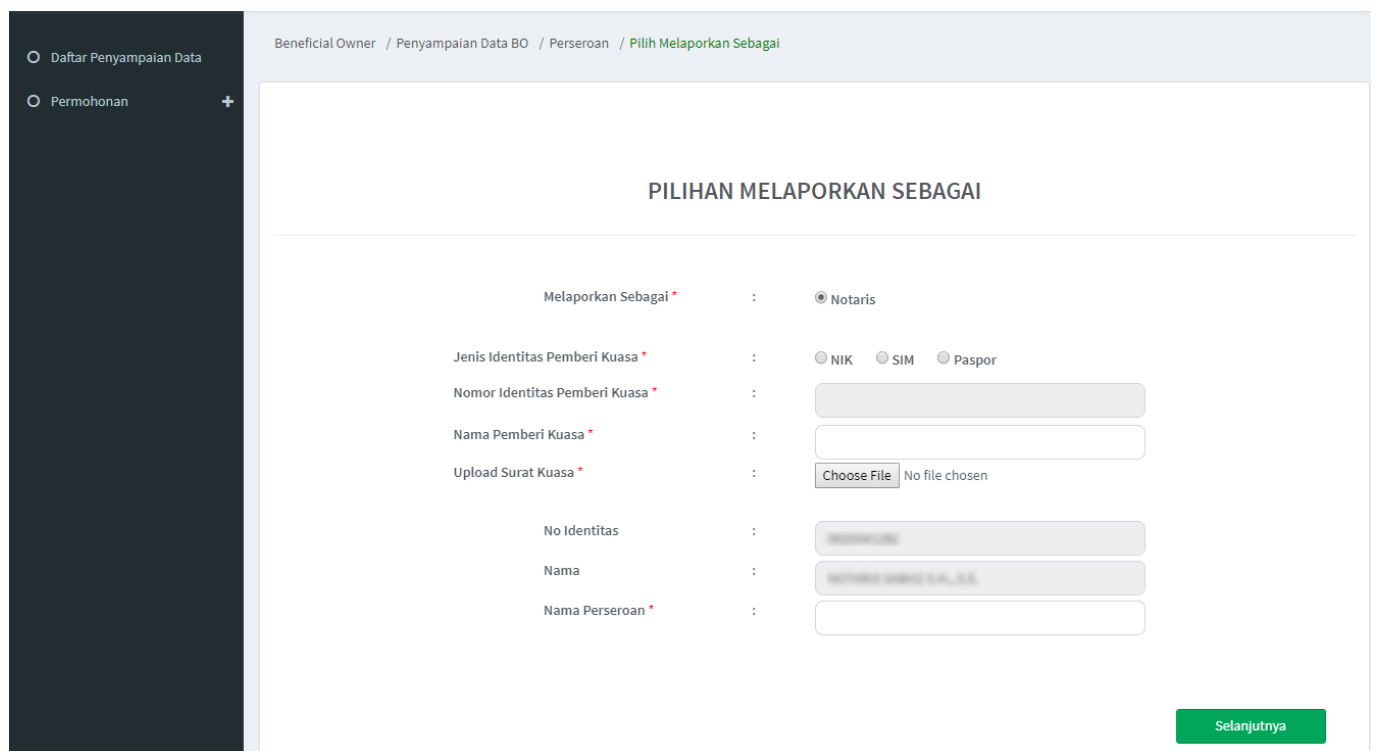 Daftar Penyampaian Data
Permohonan +
Beneficial Owner / Penyampaian Data BO / Perseroan / Pilih Melaporkan Sebagai
PILIHAN MELAPORKAN SEBAGAI
Melaporkan Sebagai * : Notaris
Jenis Identitas Pemberi Kuasa * : NIK SIM Paspor
Nomor Identitas Pemberi Kuasa * :
Nama Pemberi Kuasa * :
Upload Surat Kuasa * : Choose File No file chosen
No Identitas :
Nama :
Nama Perseroan * :
Selanjutnya